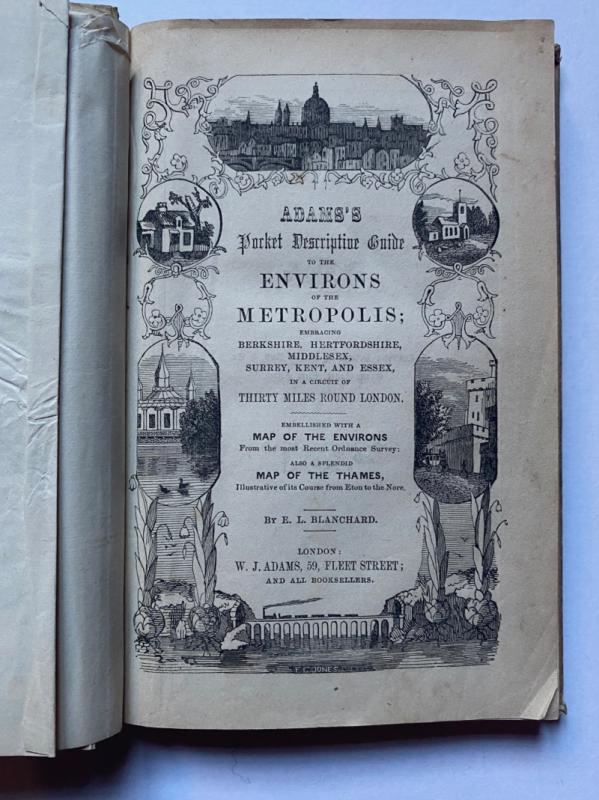 ADAMS'S
Pocket Descriptive Guide
TO THE
ENVIRONS
OF THE
METROPOLIS;
EMBRACING
BERKSHIRE, HERTFORDSHIRE,
MIDDLESEX,
SURREY, KENT, AND ESSEX,
IN A CIRCUIT OF
THIRTY MILES ROUND LONDON.
EMBELLISHED WITH A
MAP OF THE ENVIRONS
From the most Recent Ordnance Survey:
ALSO A SPLENDID
MAP OF THE THAMES,
Illustrative of its Course from Eton to the Nore.
BY E. L. BLANCHARD.
LONDON:
W. J. ADAMS, 59, FLEET STREET;
AND ALL BOOKSELLERS.
JONES